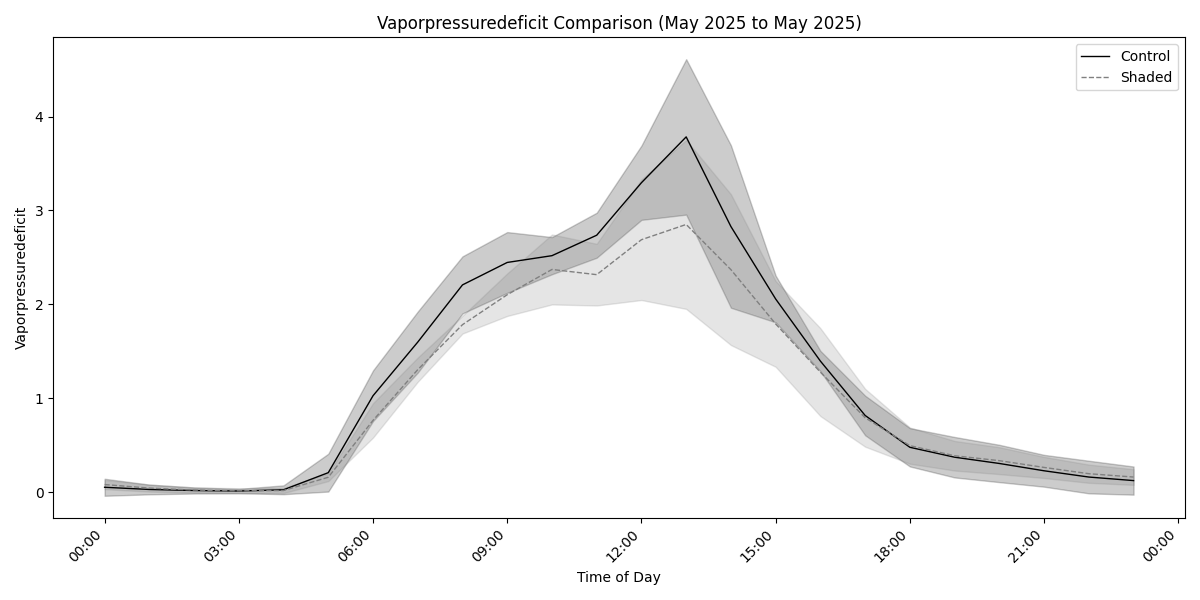 Vaporpressuredeficit Comparison (May 2025 to May 2025)
Control
Shaded
Vaporpressuredeficit
4
3
2
1
0
00:00
03:00
06:00
09:00
12:00
15:00
18:00
21:00
00:00
Time of Day